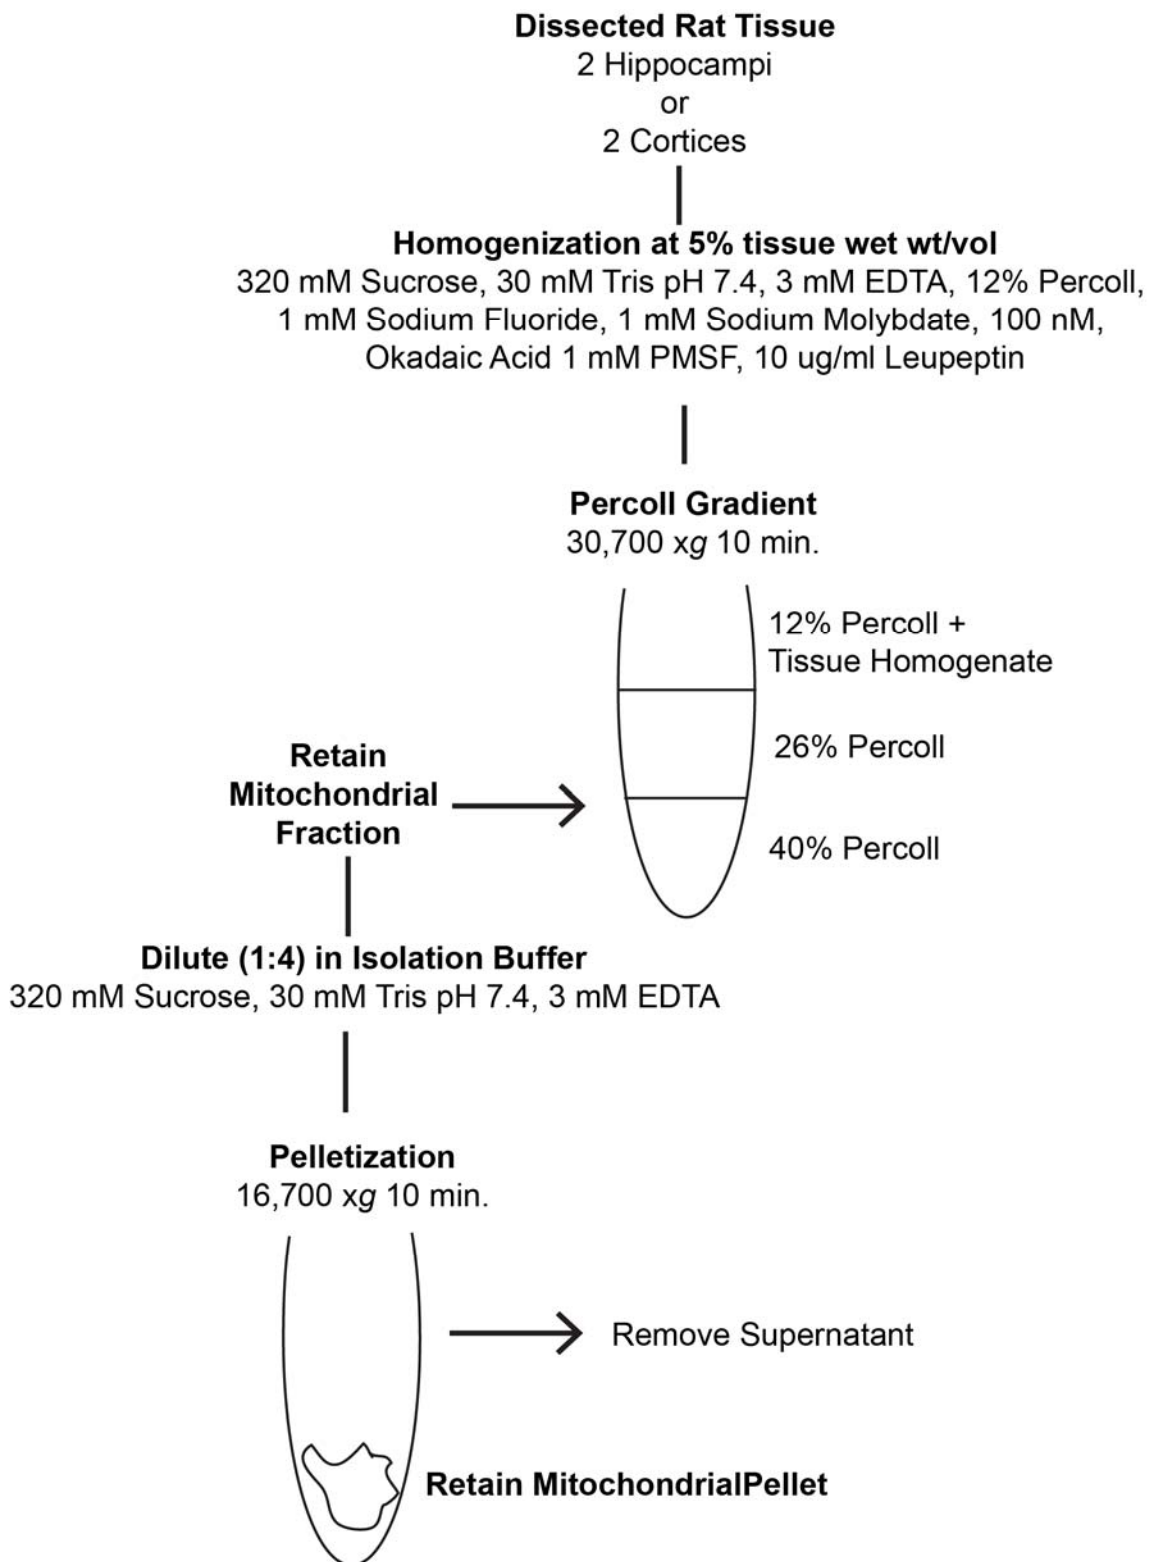 Dissected Rat Tissue
2 Hippocampi
or
2 Cortices
Homogenization at 5% tissue wet wt/vol
320 mM Sucrose, 30 mM Tris pH 7.4, 3 mM EDTA, 12% Percoll,
1 mM Sodium Fluoride, 1 mM Sodium Molybdate, 100 nM,
Okadaic Acid 1 mM PMSF, 10 ug/ml Leupeptin
Percoll Gradient
30,700 xg 10 min.
12% Percoll +
Tissue Homogenate
26% Percoll
40% Percoll
Retain
Mitochondrial
Fraction
Dilute (1:4) in Isolation Buffer
320 mM Sucrose, 30 mM Tris pH 7.4, 3 mM EDTA
Pelletization
16,700 xg 10 min.
Remove Supernatant
Retain MitochondrialPellet